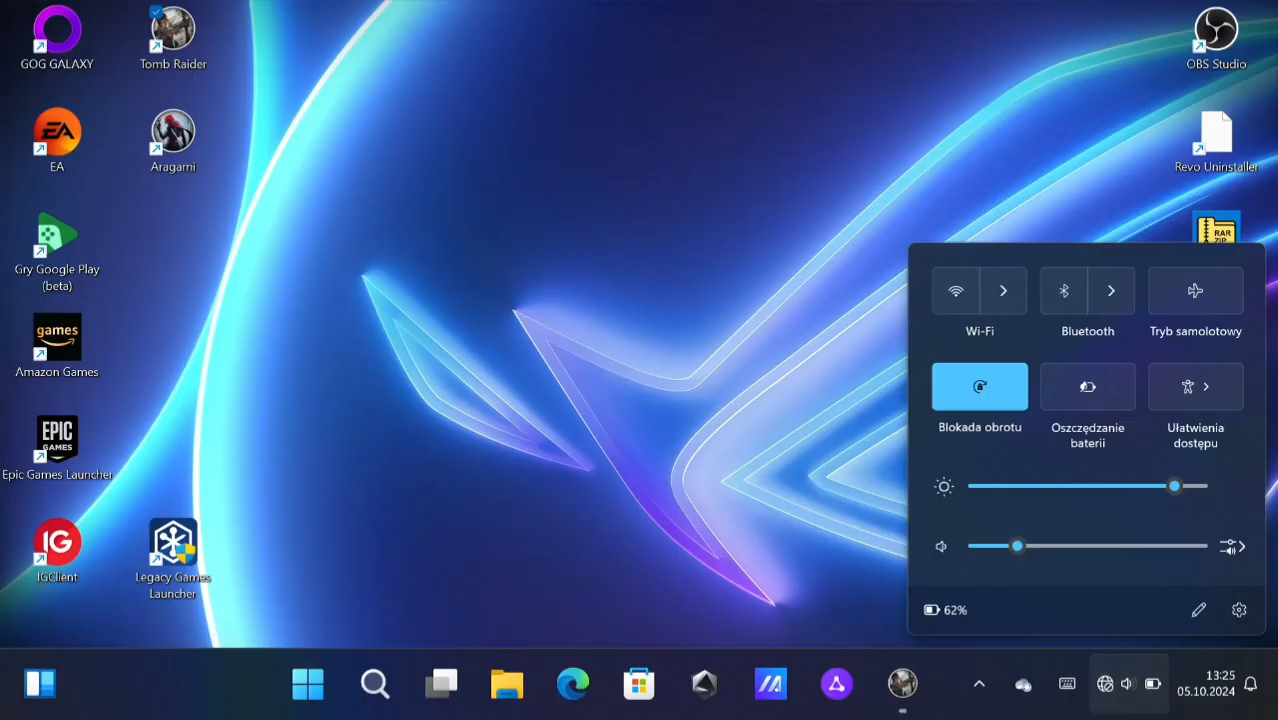 GOG GALAXY
Tomb Raider
OBS Studio
EA
EA
Aragami
Revo Uninstaller
RAR
ZIP
Gry Google Play
(beta)
games
Amazon Games
EPIC
GAMES
Epic Games Launcher
IG
IGClient
Legacy Games
Launcher
Wi-Fi
Bluetooth
Tryb samolotowy
Blokada obrotu
Oszczędzanie
baterii
Ułatwienia
dostępu
62%
13:25
05.10.2024